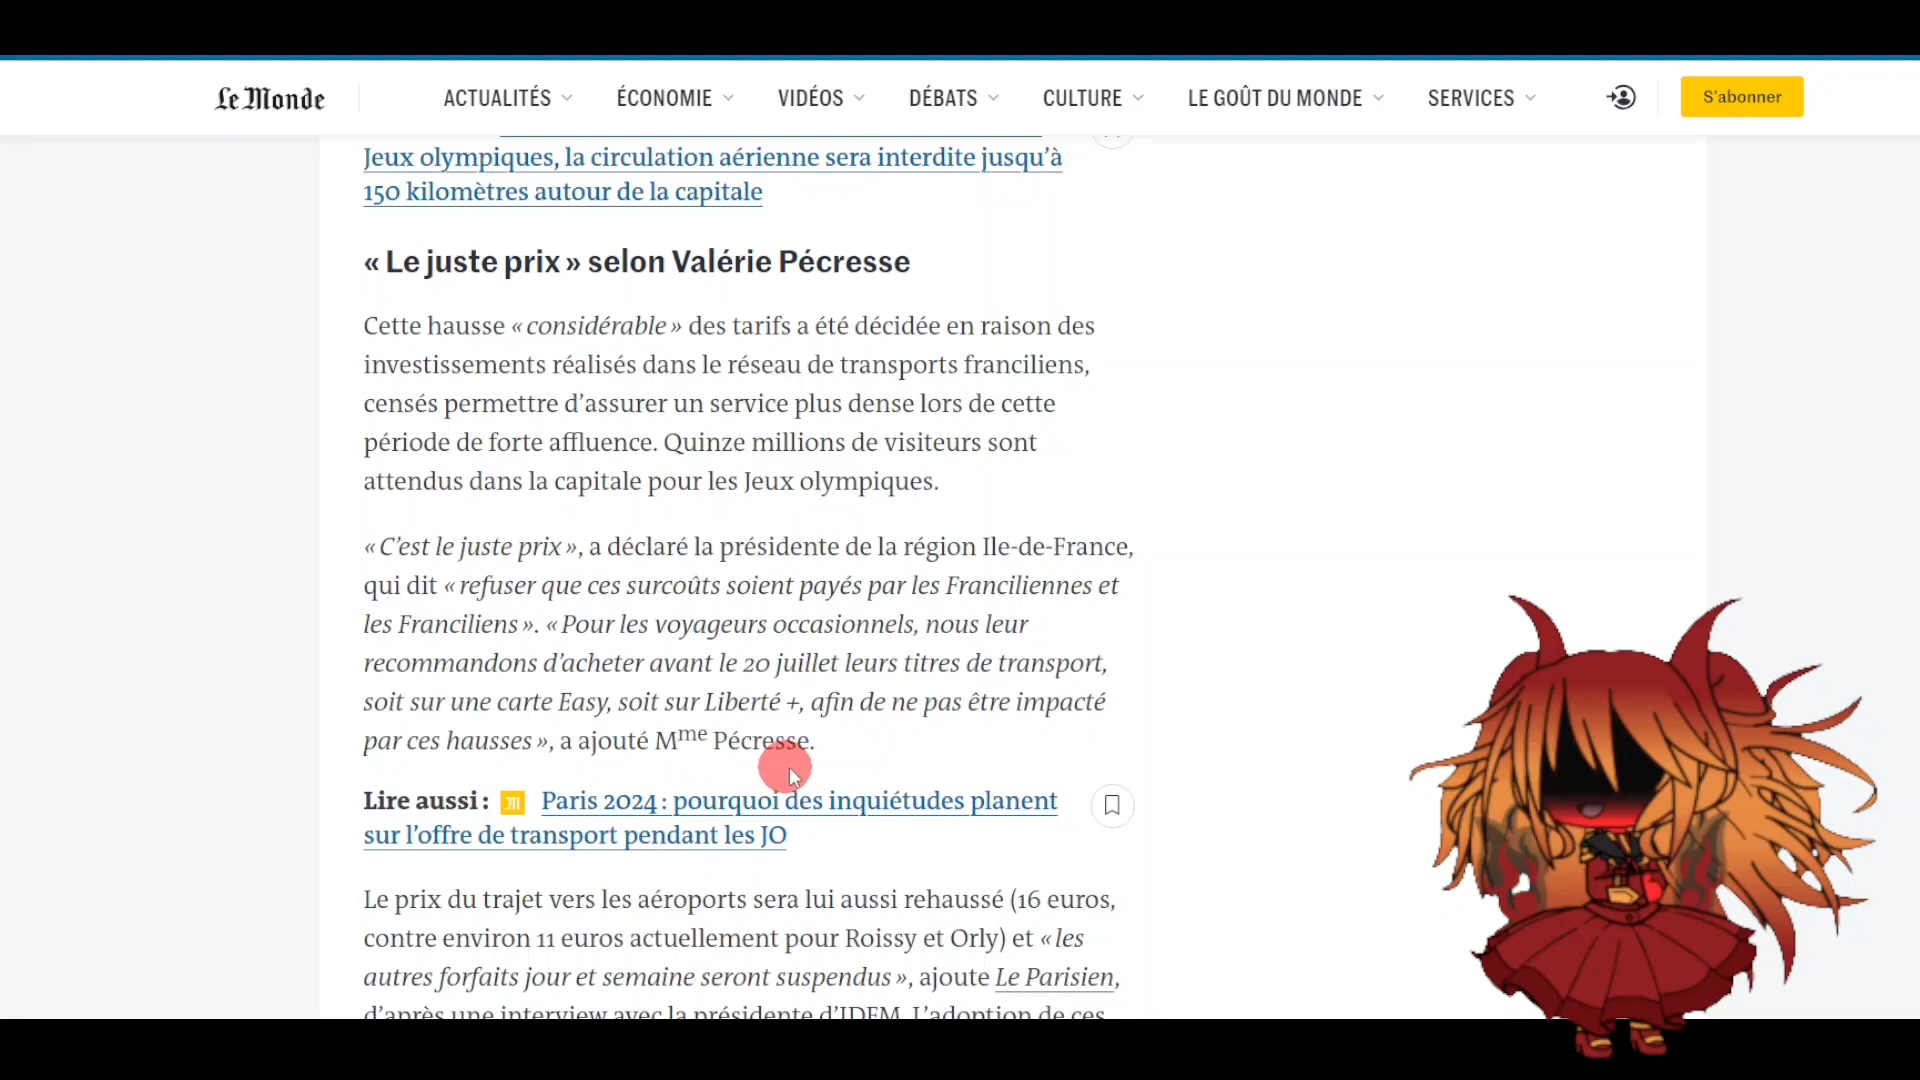 Le Monde
ACTUALITÉS
ÉCONOMIE
VIDÉOS
DÉBATS
CULTURE
LE GOÛT DU MONDE
SERVICES
S'abonner
Jeux olympiques, la circulation aérienne sera interdite jusqu'à
150 kilomètres autour de la capitale
« Le juste prix » selon Valérie Pécresse
Cette hausse « considérable » des tarifs a été décidée en raison des
investissements réalisés dans le réseau de transports franciliens,
censés permettre d'assurer un service plus dense lors de cette
période de forte affluence. Quinze millions de visiteurs sont
attendus dans la capitale pour les Jeux olympiques.
« C'est le juste prix », a déclaré la présidente de la région Ile-de-France,
qui dit « refuser que ces surcoûts soient payés par les Franciliennes et
les Franciliens ». « Pour les voyageurs occasionnels, nous leur
recommandons d'acheter avant le 20 juillet leurs titres de transport,
soit sur une carte Easy, soit sur Liberté +, afin de ne pas être impacté
par ces hausses », a ajouté Mme Pécresse.
Lire aussi : M Paris 2024 : pourquoi des inquiétudes planent
sur l'offre de transport pendant les JO
Le prix du trajet vers les aéroports sera lui aussi rehaussé (16 euros,
contre environ 11 euros actuellement pour Roissy et Orly) et « les
autres forfaits jour et semaine seront suspendus », ajoute Le Parisien,
d'après une interview avec la présidente d'IDFM. L'adoption de ces